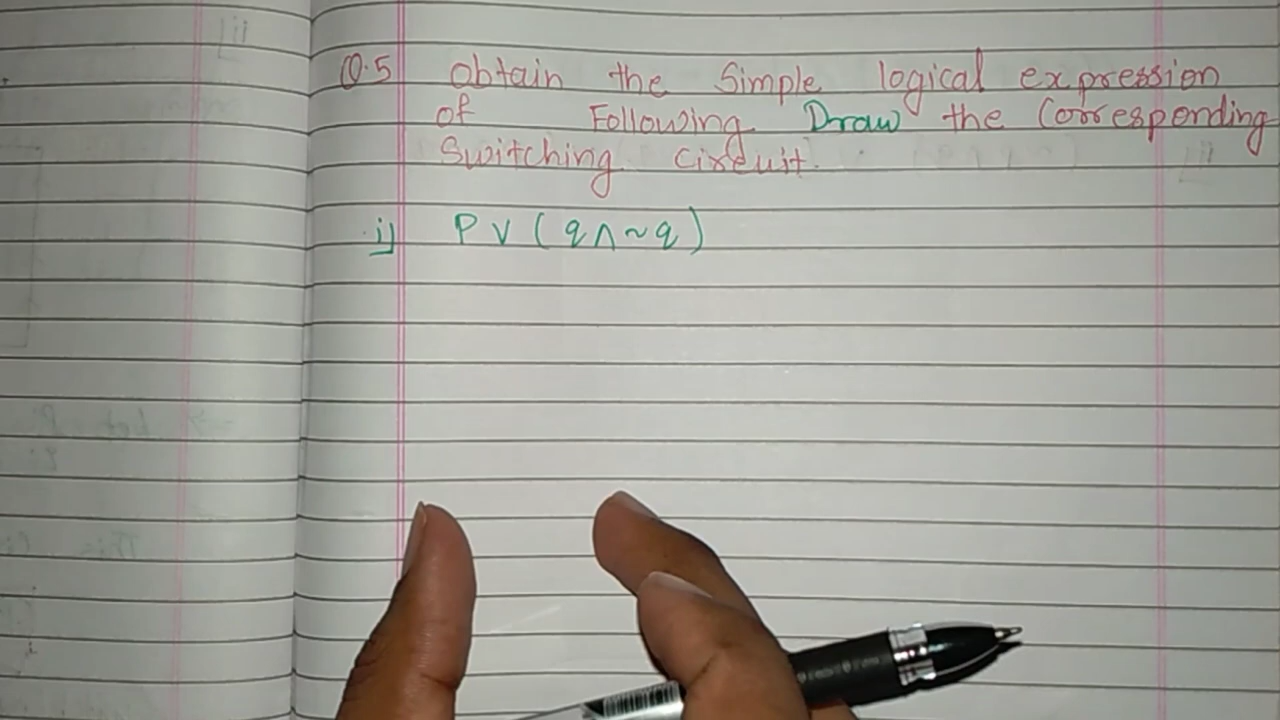 Q.5 Obtain the Simple logical expression
of Following Draw the Corresponding
Switching circuit.
i) P ∨ ( q ∧ ~ q )